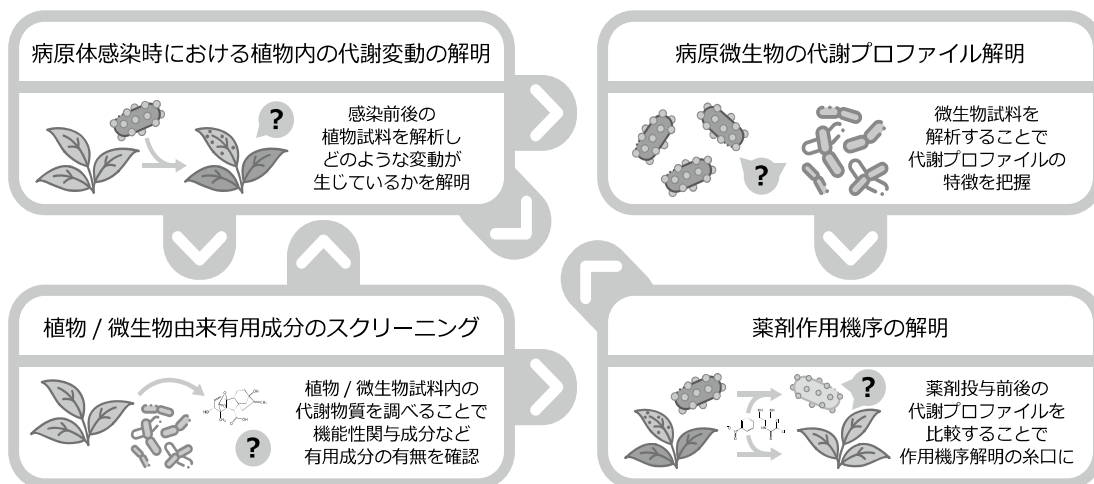 病原体感染時における植物内の代謝変動の解明
感染前後の
植物試料を解析し
どのような変動が
生じているかを解明
?
病原微生物の代謝プロファイル解明
微生物試料を
解析することで
代謝プロファイルの
特徴を把握
?
植物 / 微生物由来有用成分のスクリーニング
植物 / 微生物試料内の
代謝物質を調べることで
機能性関与成分など
有用成分の有無を確認
?
薬剤作用機序の解明
薬剤投与前後の
代謝プロファイルを
比較することで
作用機序解明の糸口に
?